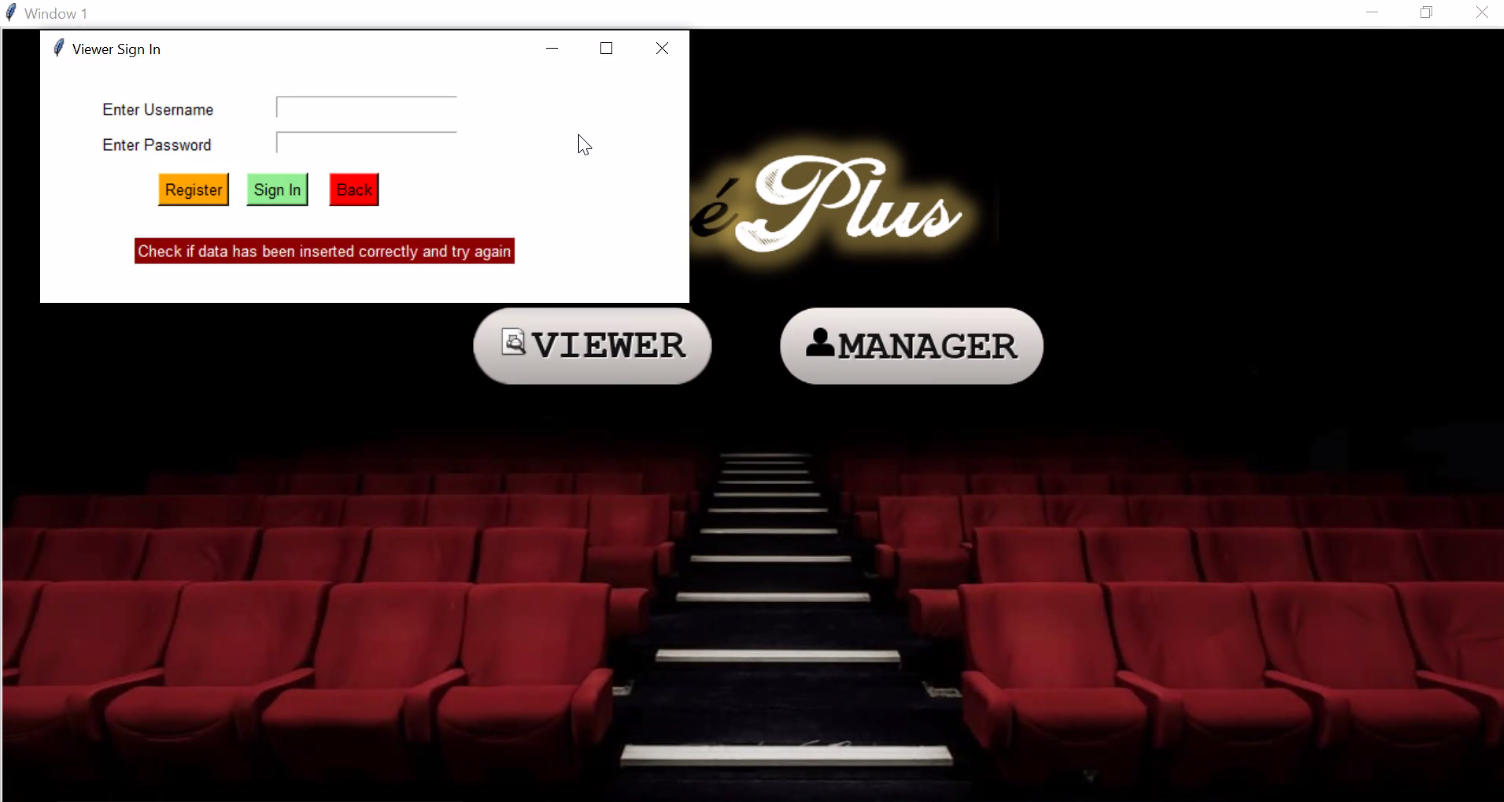 Window 1
Viewer Sign In
Enter Username
Enter Password
Register Sign In Back
Check if data has been inserted correctly and try again
éPlus
VIEWER MANAGER